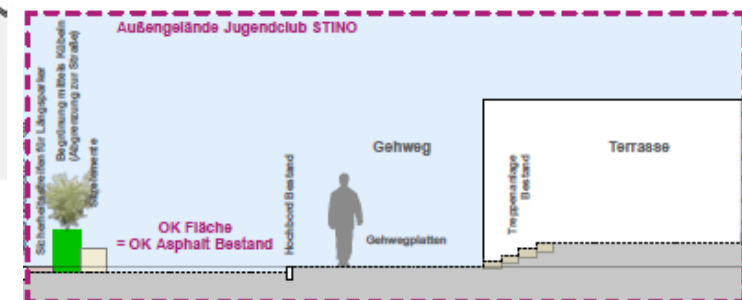 Außengelände Jugendclub STINO
Sicherheitsstreifen für Längsparker
Begrünung mittels Kübeln
(Abgrenzung zur Straße)
Sitzelemente
OK Fläche
= OK Asphalt Bestand
Hochbord Bestand
Gehweg
Gehwegplatten
Treppenanlage
Bestand
Terrasse